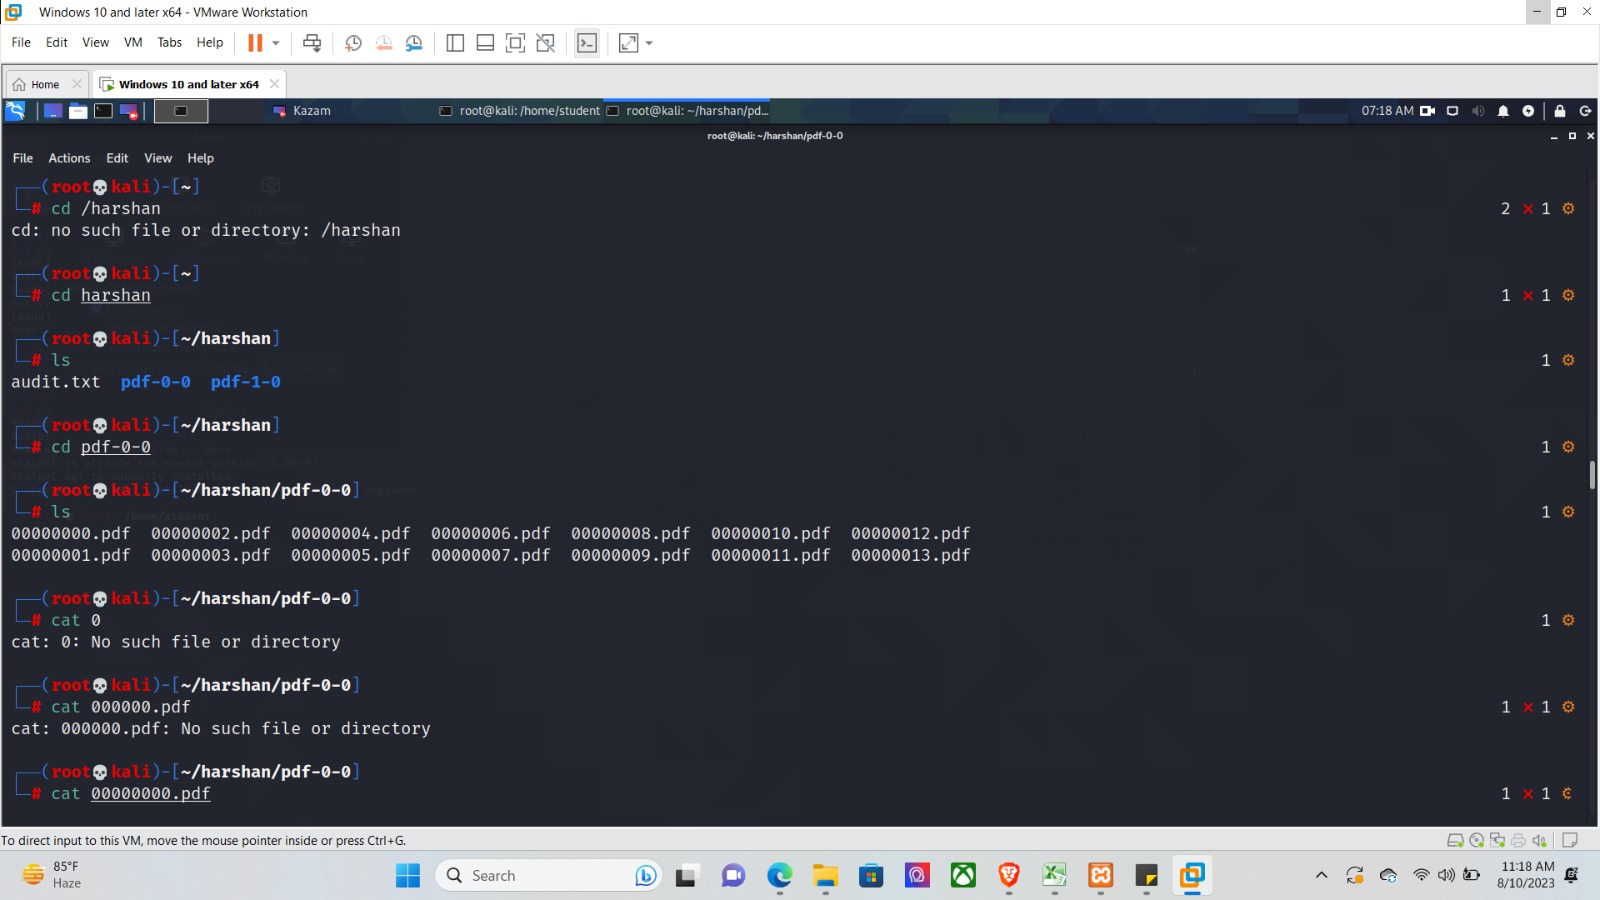 Windows 10 and later x64 - VMware Workstation
File Edit View VM Tabs Help
Home Windows 10 and later x64
Kazam root@kali: /home/student root@kali: ~/harshan/pd... 07:18 AM
root@kali: ~/harshan/pdf-0-0
File Actions Edit View Help
(root💀kali)-[~]
# cd /harshan 2 ⨯ 1 ⚙
cd: no such file or directory: /harshan
(root💀kali)-[~]
# cd harshan 1 ⨯ 1 ⚙
(root💀kali)-[~/harshan]
# ls 1 ⚙
audit.txt pdf-0-0 pdf-1-0
(root💀kali)-[~/harshan]
# cd pdf-0-0 1 ⚙
(root💀kali)-[~/harshan/pdf-0-0]
# ls 1 ⚙
00000000.pdf 00000002.pdf 00000004.pdf 00000006.pdf 00000008.pdf 00000010.pdf 00000012.pdf
00000001.pdf 00000003.pdf 00000005.pdf 00000007.pdf 00000009.pdf 00000011.pdf 00000013.pdf
(root💀kali)-[~/harshan/pdf-0-0]
# cat 0 1 ⚙
cat: 0: No such file or directory
(root💀kali)-[~/harshan/pdf-0-0]
# cat 000000.pdf 1 ⨯ 1 ⚙
cat: 000000.pdf: No such file or directory
(root💀kali)-[~/harshan/pdf-0-0]
# cat 00000000.pdf 1 ⨯ 1 ⚙
To direct input to this VM, move the mouse pointer inside or press Ctrl+G.
85°F
Haze
Search
11:18 AM
8/10/2023